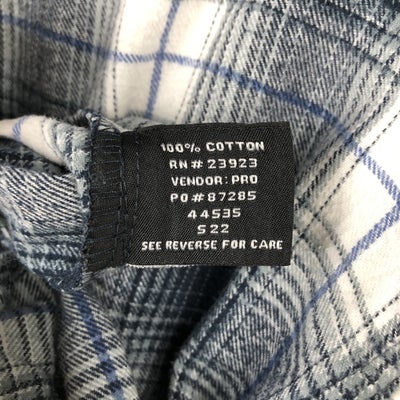 100% COTTON
RN# 23923
VENDOR: PRO
PO# 87285
44535
S22
SEE REVERSE FOR CARE